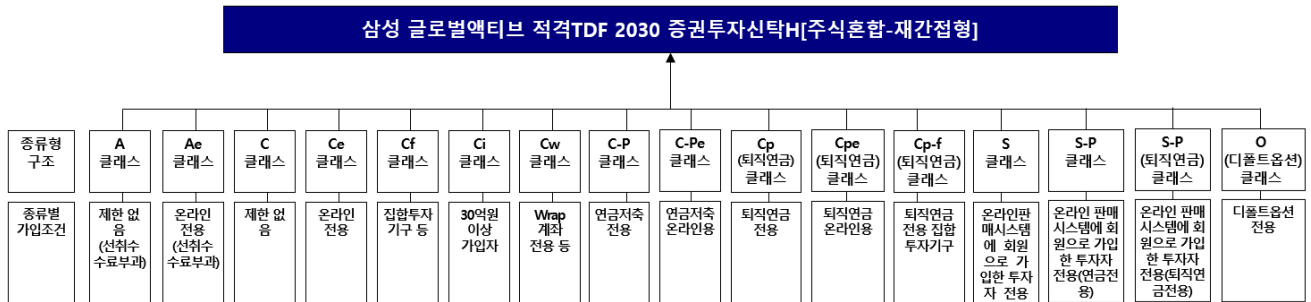 삼성 글로벌액티브 적격TDF 2030 증권투자신탁H[주식혼합-재간접형]
종류형
구조
A
클래스
Ae
클래스
C
클래스
Ce
클래스
Cf
클래스
Ci
클래스
Cw
클래스
C-P
클래스
C-Pe
클래스
Cp
(퇴직연금)
클래스
Cpe
(퇴직연금)
클래스
Cp-f
(퇴직연금)
클래스
S
클래스
S-P
클래스
S-P
(퇴직연금)
클래스
O
(디폴트옵션)
클래스
종류별
가입조건
제한 없
음
(선취수
수료부과)
온라인
전용
(선취수
수료부과)
제한 없
음
온라인
전용
집합투자
기구 등
30억원
이상
가입자
Wrap
계좌
전용 등
연금저축
전용
연금저축
온라인용
퇴직연금
전용
퇴직연금
온라인용
퇴직연금
전용 집합
투자기구
온라인판
매시스템
에 회원
으로 가
입한 투자
자 전용
온라인 판매
시스템에 회
원으로 가입
한 투자자
전용(연금전
용)
온라인 판매
시스템에 회
원으로 가입
한 투자자
전용(퇴직연
금전용)
디폴트옵션
전용